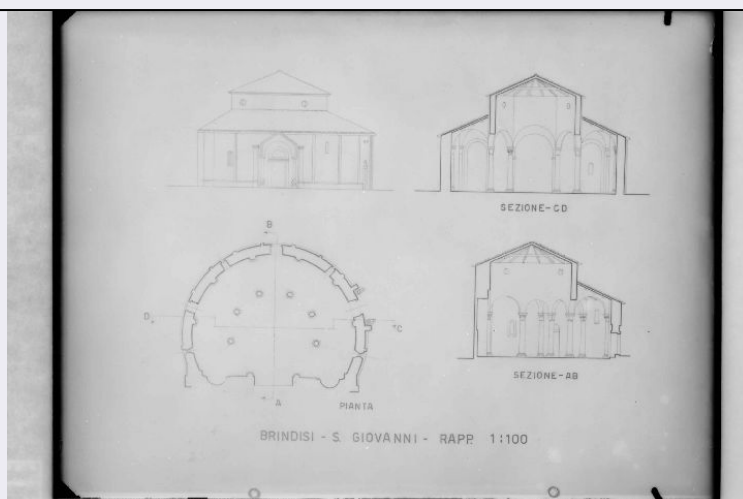 SEZIONE-CD
B
D
C
A
PIANTA
SEZIONE-AB
BRINDISI - S. GIOVANNI - RAPP. 1:100